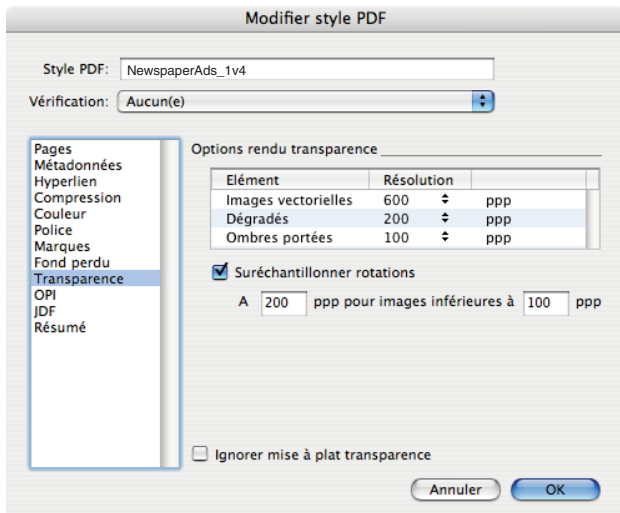 Modifier style PDF
Style PDF: NewspaperAds_1v4
Vérification: Aucun(e)
Pages
Métadonnées
Hyperlien
Compression
Couleur
Police
Marques
Fond perdu
Transparence
OPI
JDF
Résumé
Options rendu transparence
Elément Résolution
Images vectorielles 600 ppp
Dégradés 200 ppp
Ombres portées 100 ppp
Suréchantillonner rotations
A 200 ppp pour images inférieures à 100 ppp
Ignorer mise à plat transparence
Annuler OK